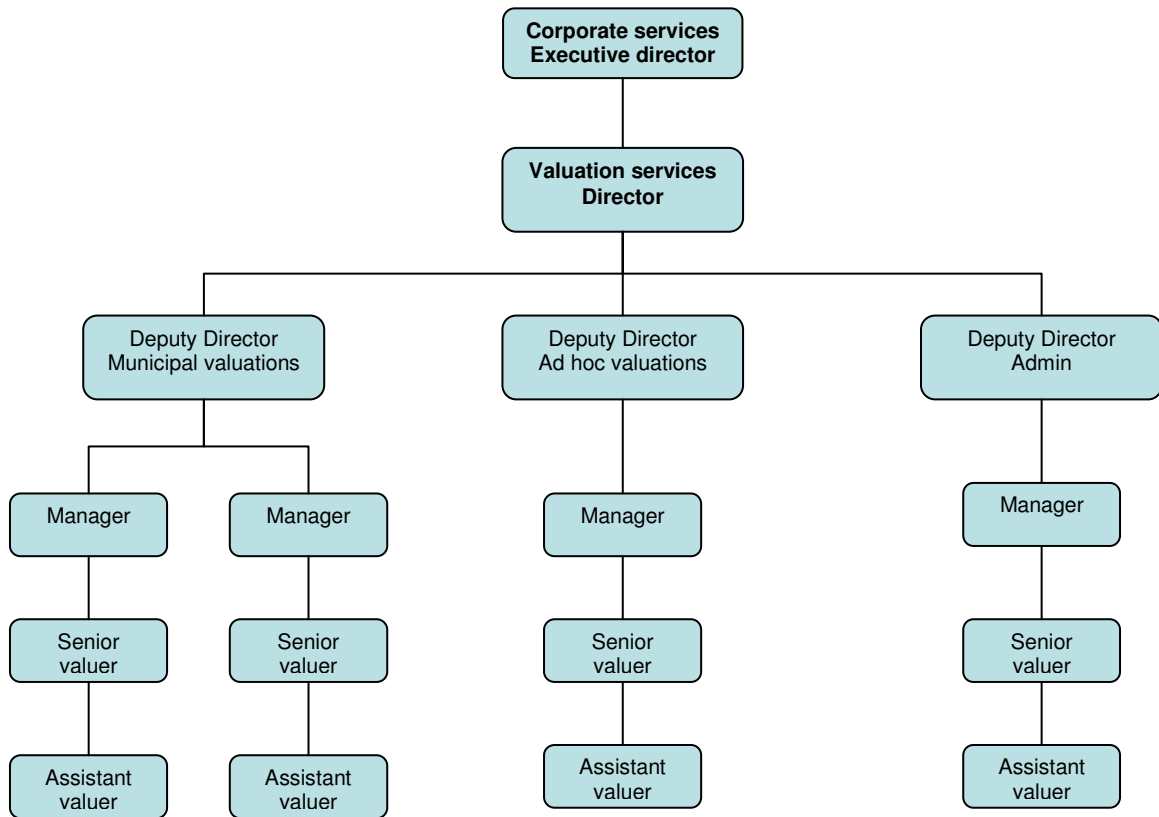 Corporate services
Executive director
Valuation services
Director
Deputy Director
Municipal valuations
Deputy Director
Ad hoc valuations
Deputy Director
Admin
Manager
Manager
Manager
Manager
Senior
valuer
Senior
valuer
Senior
valuer
Senior
valuer
Assistant
valuer
Assistant
valuer
Assistant
valuer
Assistant
valuer